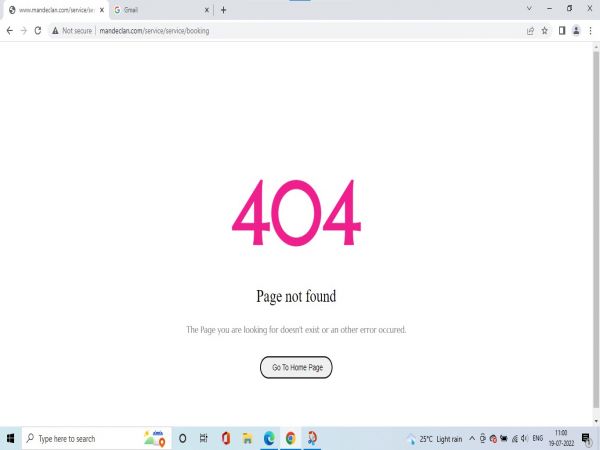 www.mandeclan.com/service/se
Gmail
Not secure
mandeclan.com/service/service/booking
404
Page not found
The Page you are looking for doesn't exist or an other error occured.
Go To Home Page
Type here to search
25°C Light rain
ENG
11:00
19-07-2022